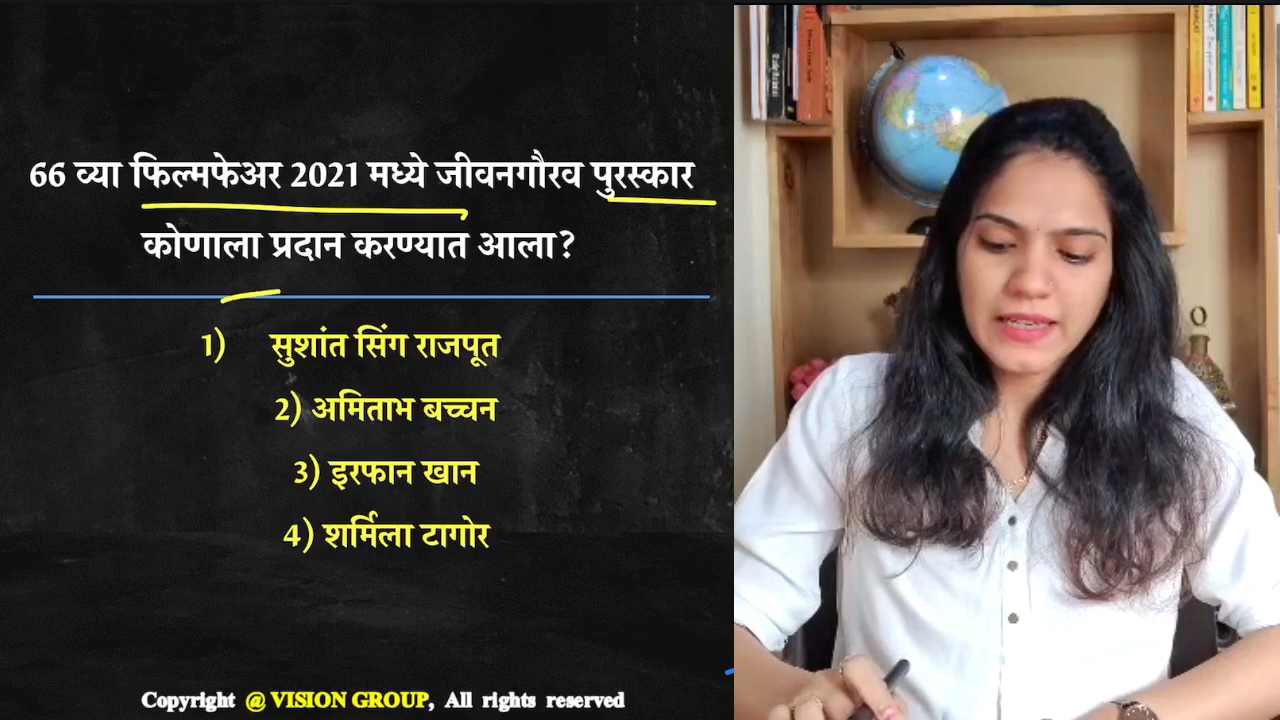 66 व्या फिल्मफेअर 2021 मध्ये जीवनगौरव पुरस्कार
कोणाला प्रदान करण्यात आला?
1) सुशांत सिंग राजपूत
2) अमिताभ बच्चन
3) इरफान खान
4) शर्मिला टागोर
Copyright @ VISION GROUP, All rights reserved